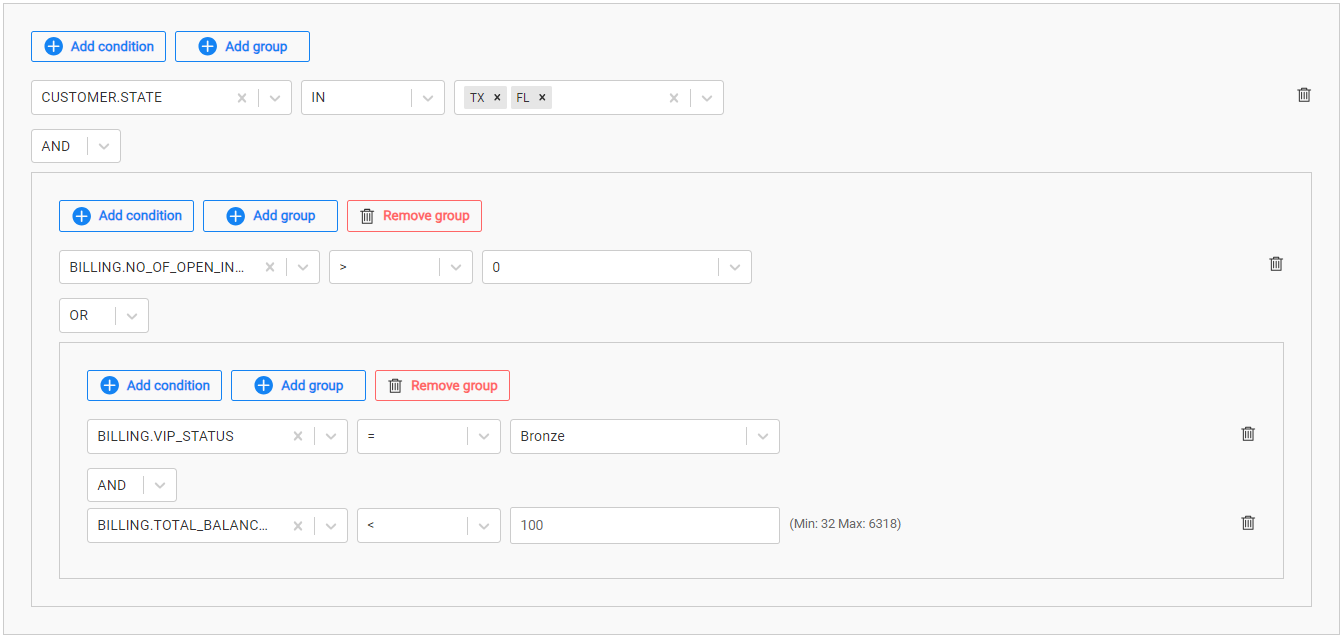 Add condition Add group
CUSTOMER.STATE IN TX FL
AND
Add condition Add group Remove group
BILLING.NO_OF_OPEN_IN... > 0
OR
Add condition Add group Remove group
BILLING.VIP_STATUS = Bronze
AND
BILLING.TOTAL_BALANC... < 100 (Min: 32 Max: 6318)